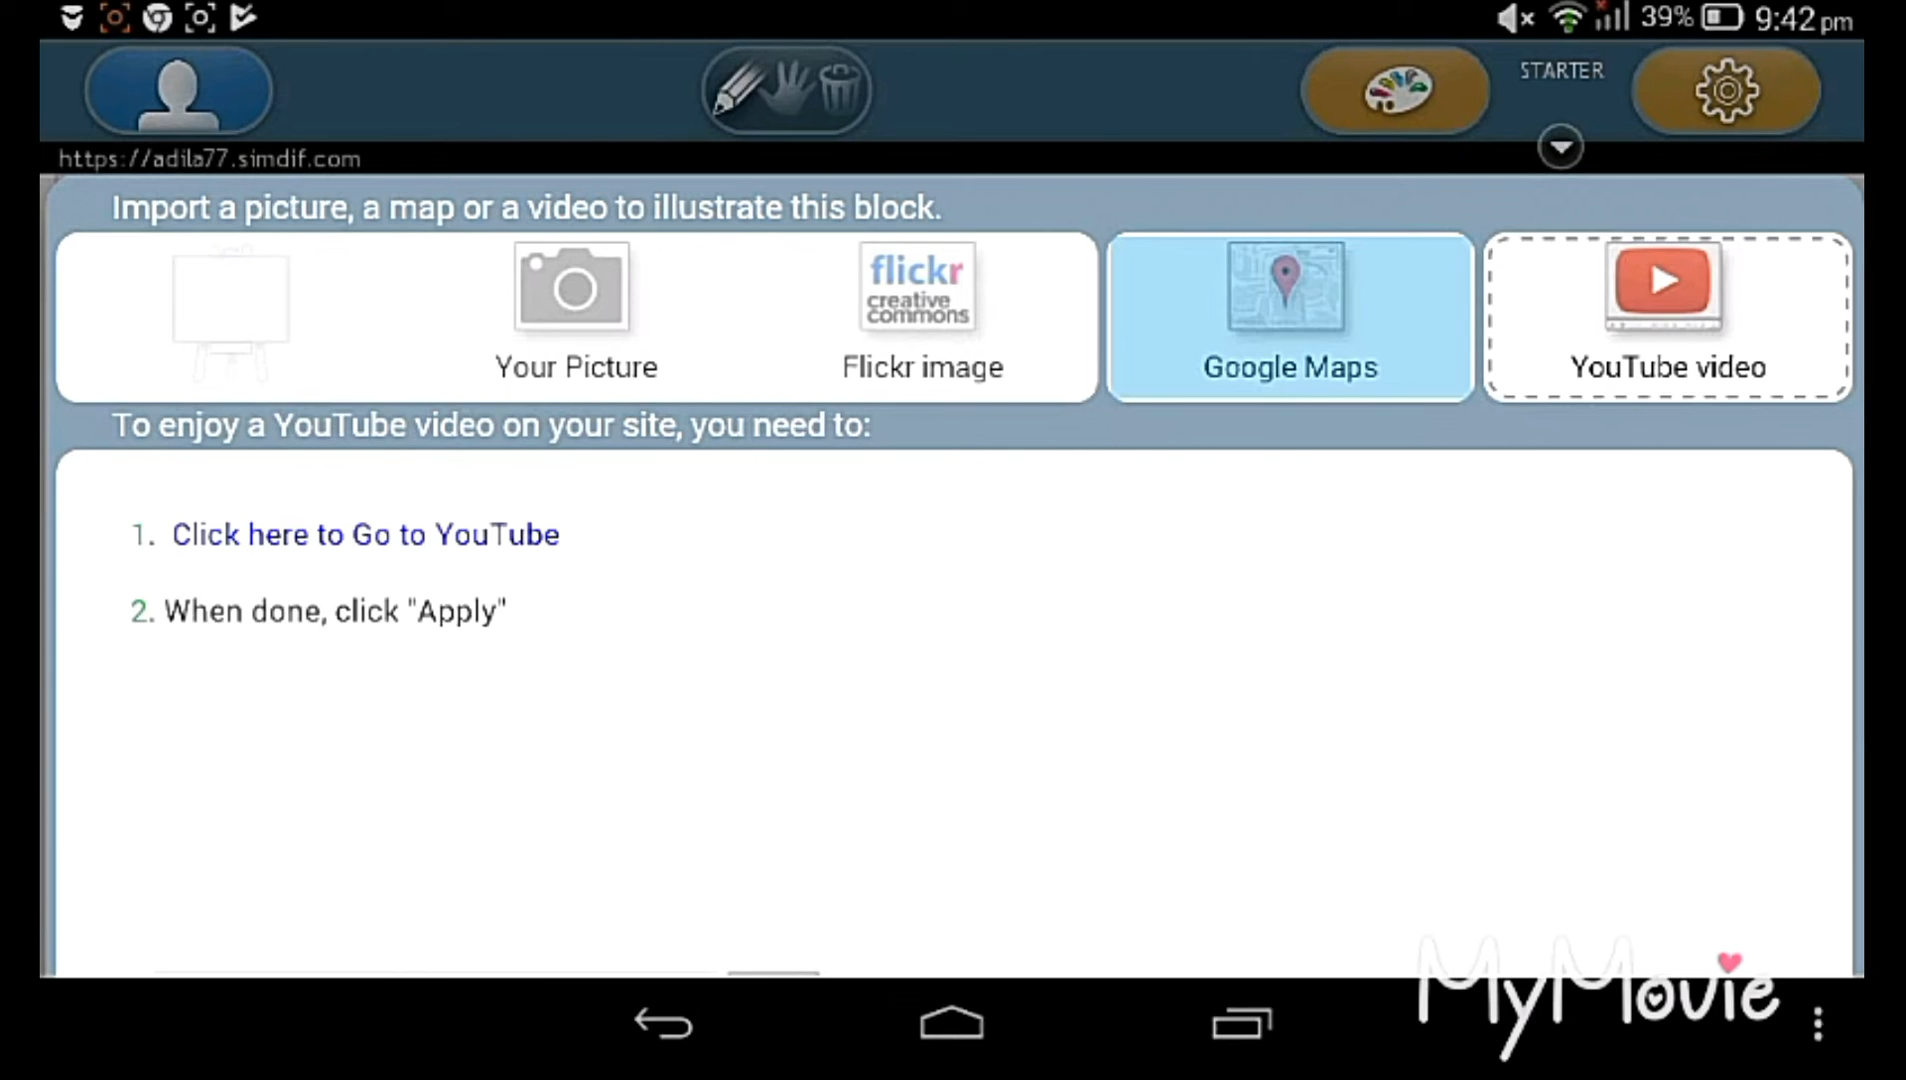 39% 9:42 pm
STARTER
https://adila77.simdif.com
Import a picture, a map or a video to illustrate this block.
flickr
creative
commons
Your Picture
Flickr image
Google Maps
YouTube video
To enjoy a YouTube video on your site, you need to:
1. Click here to Go to YouTube
2. When done, click "Apply"
MyMovie